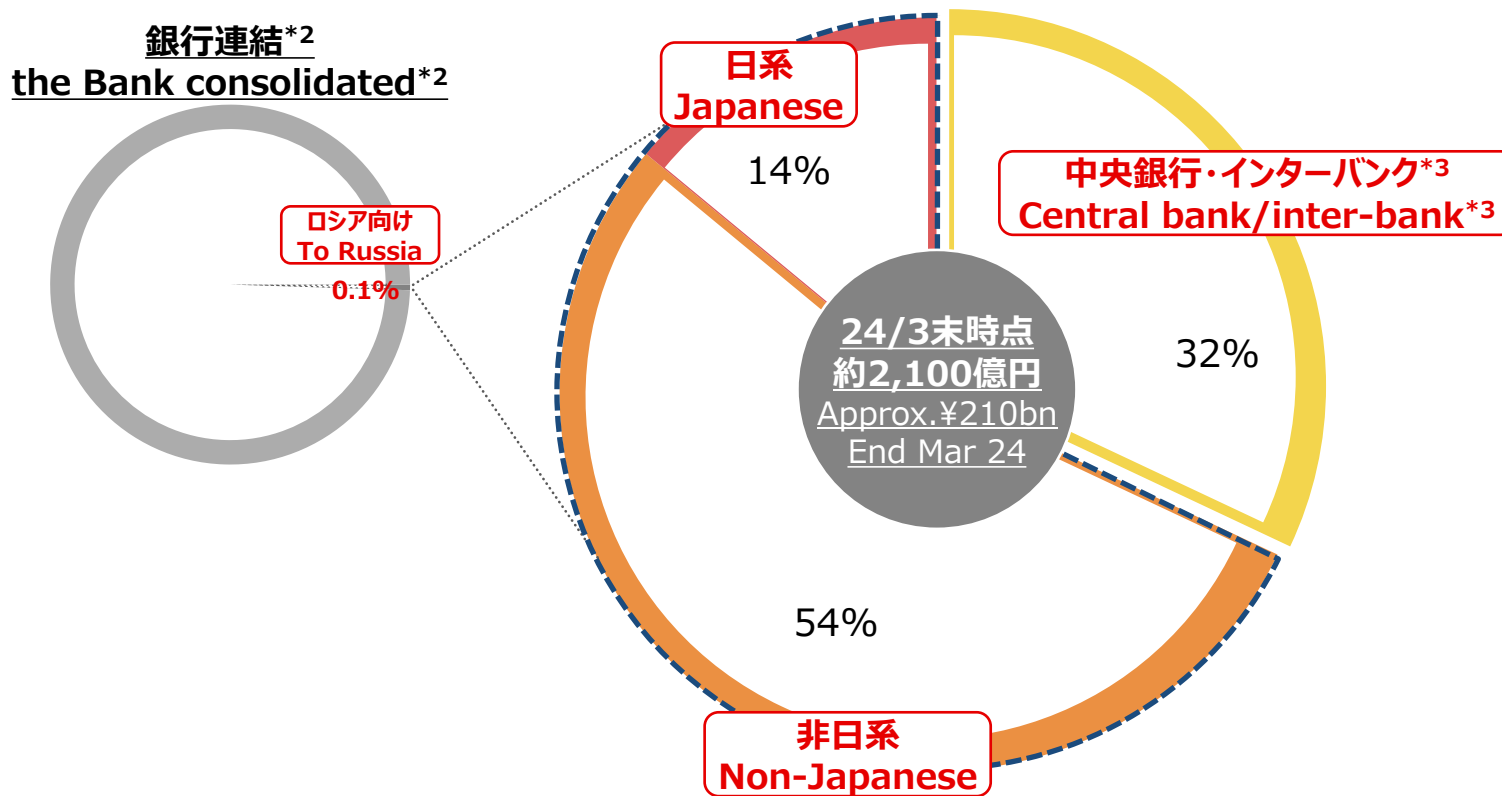 銀行連結*2
the Bank consolidated*2
ロシア向け
To Russia
0.1%
日系
Japanese
14%
中央銀行・インターバンク*3
Central bank/inter-bank*3
32%
24/3末時点
約2,100億円
Approx.¥210bn
End Mar 24
54%
非日系
Non-Japanese